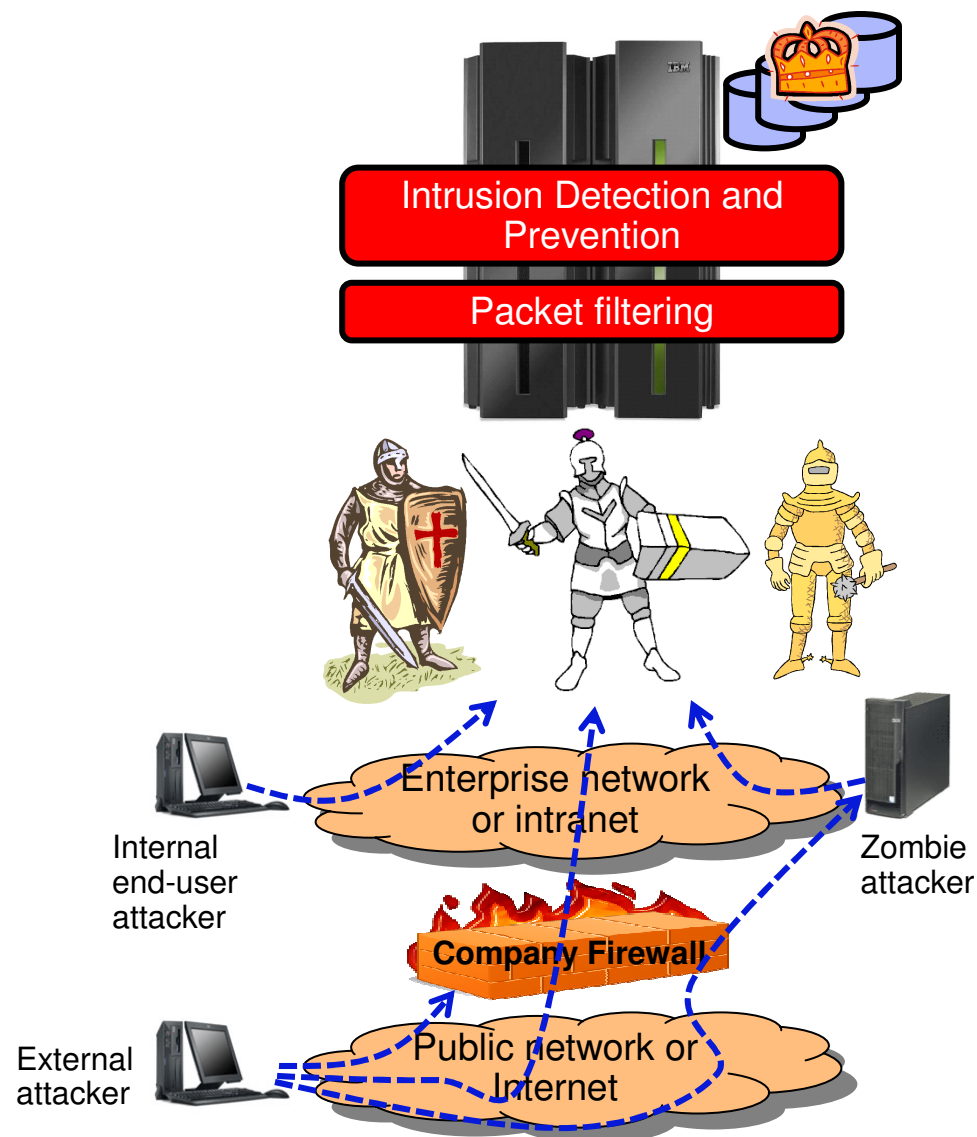 IBM
Intrusion Detection and
Prevention
Packet filtering
Enterprise network
or intranet
Internal
end-user
attacker
Zombie
attacker
Company Firewall
External
attacker
Public network or
Internet